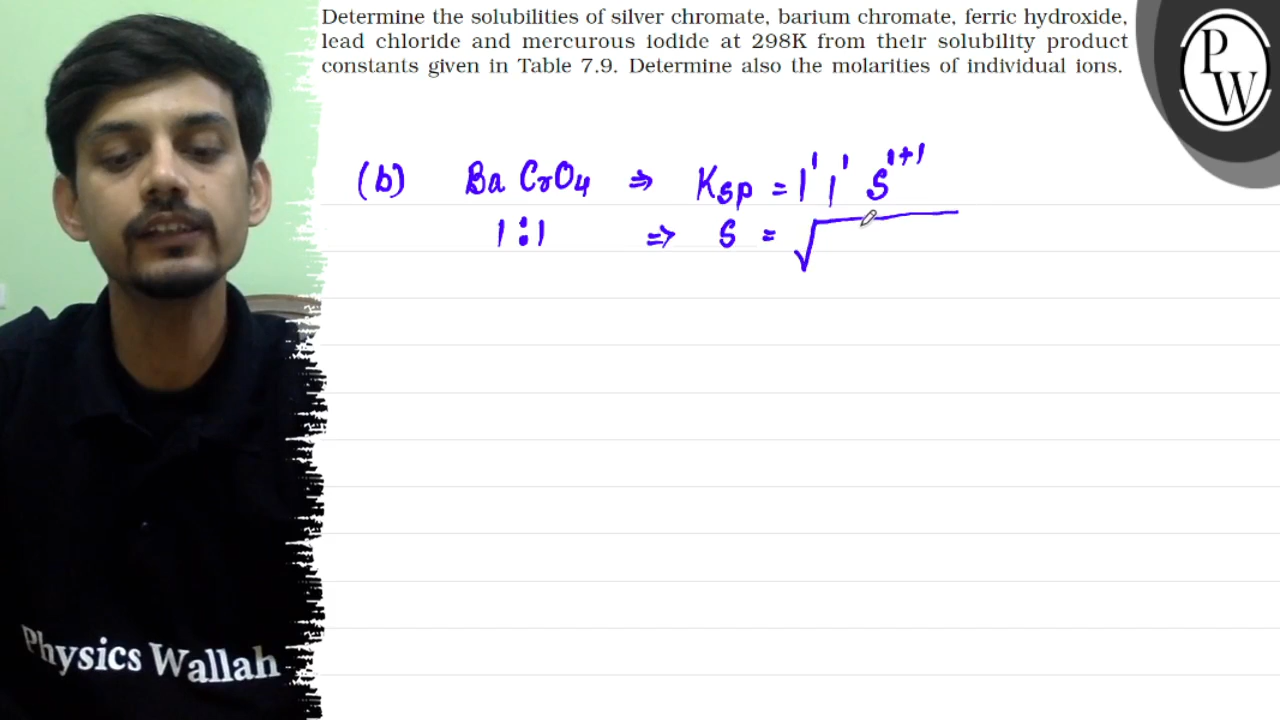 Determine the solubilities of silver chromate, barium chromate, ferric hydroxide,
lead chloride and mercurous iodide at 298K from their solubility product
constants given in Table 7.9. Determine also the molarities of individual ions.
P
W
(b) Ba CrO₄ ⇒ Ksp = 1¹ 1¹ S¹⁺¹
1 : 1 ⇒ S = √
Physics Wallah